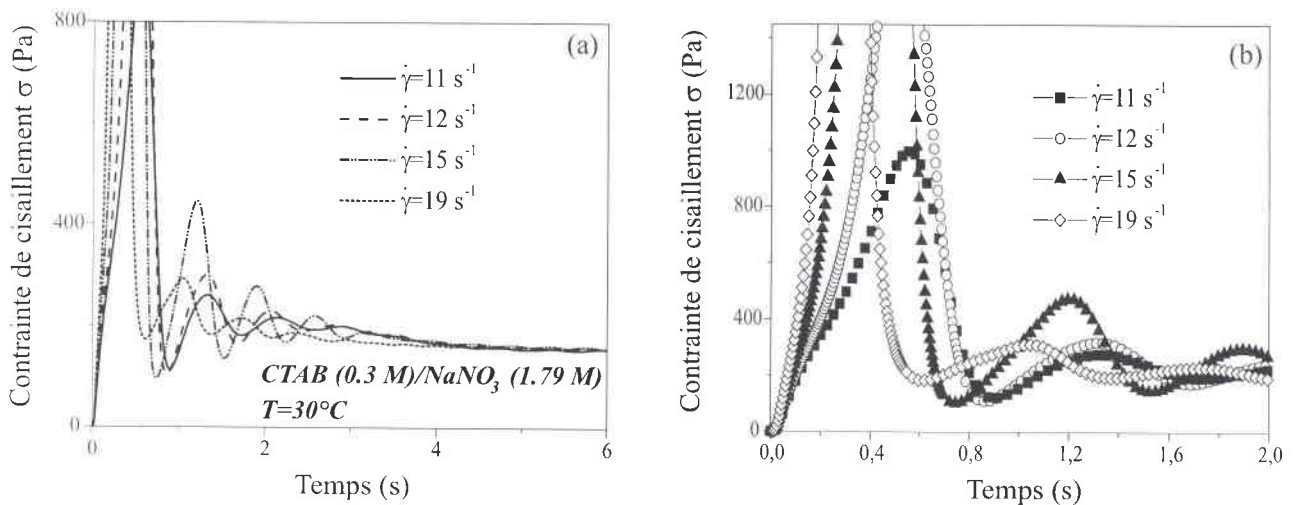 800
400
0
0
2
4
6
Contrainte de cisaillement σ (Pa)
Temps (s)
(a)
γ̇=11 s⁻¹
γ̇=12 s⁻¹
γ̇=15 s⁻¹
γ̇=19 s⁻¹
CTAB (0.3 M)/NaNO₃ (1.79 M)
T=30°C
1200
800
400
0
0,0
0,4
0,8
1,2
1,6
2,0
Contrainte de cisaillement σ (Pa)
Temps (s)
(b)
γ̇=11 s⁻¹
γ̇=12 s⁻¹
γ̇=15 s⁻¹
γ̇=19 s⁻¹